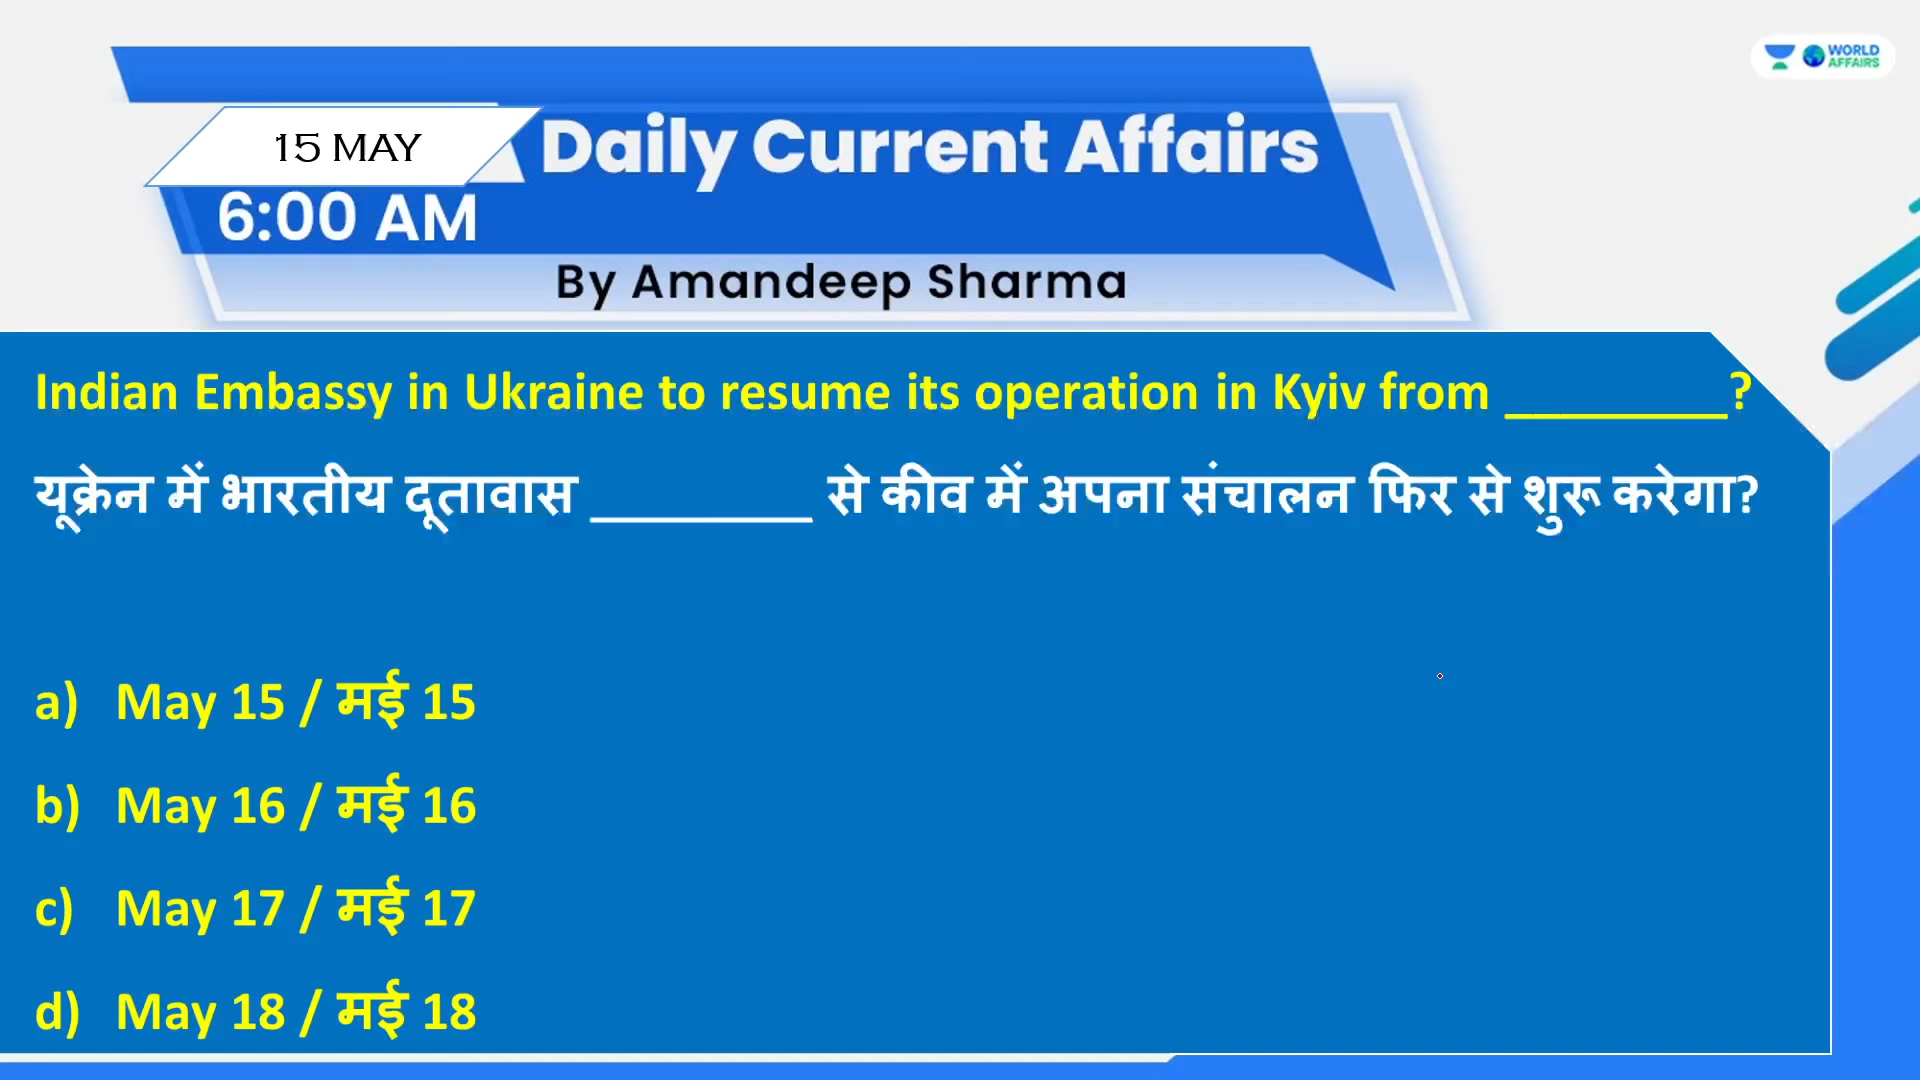 WORLD
AFFAIRS
15 MAY
Daily Current Affairs
6:00 AM
By Amandeep Sharma
Indian Embassy in Ukraine to resume its operation in Kyiv from ________?
यूक्रेन में भारतीय दूतावास ________ से कीव में अपना संचालन फिर से शुरू करेगा?
a) May 15 / मई 15
b) May 16 / मई 16
c) May 17 / मई 17
d) May 18 / मई 18